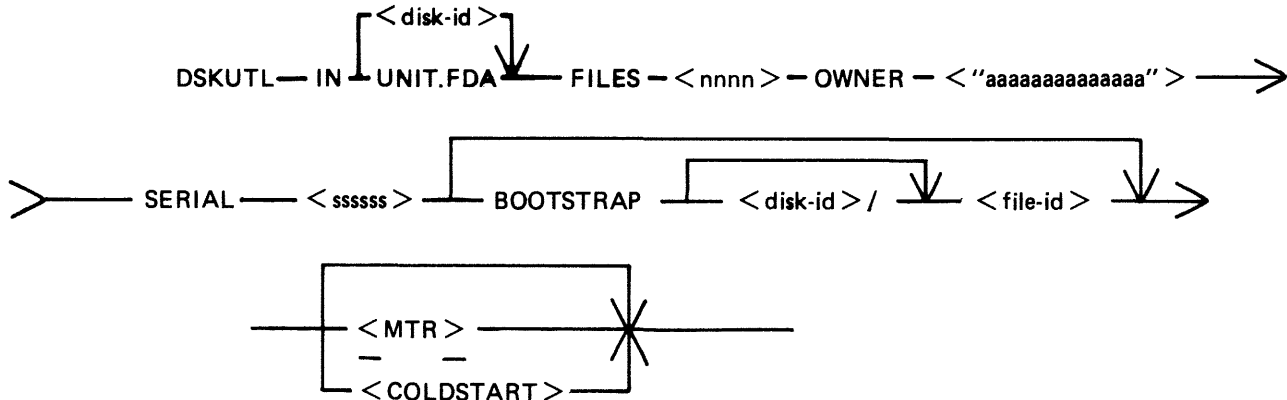 <disk-id>
DSKUTL IN UNIT.FDA FILES <nnnn> OWNER <"aaaaaaaaaaaaaa">
SERIAL <ssssss> BOOTSTRAP <disk-id>/ <file-id>
<MTR>
<COLDSTART>